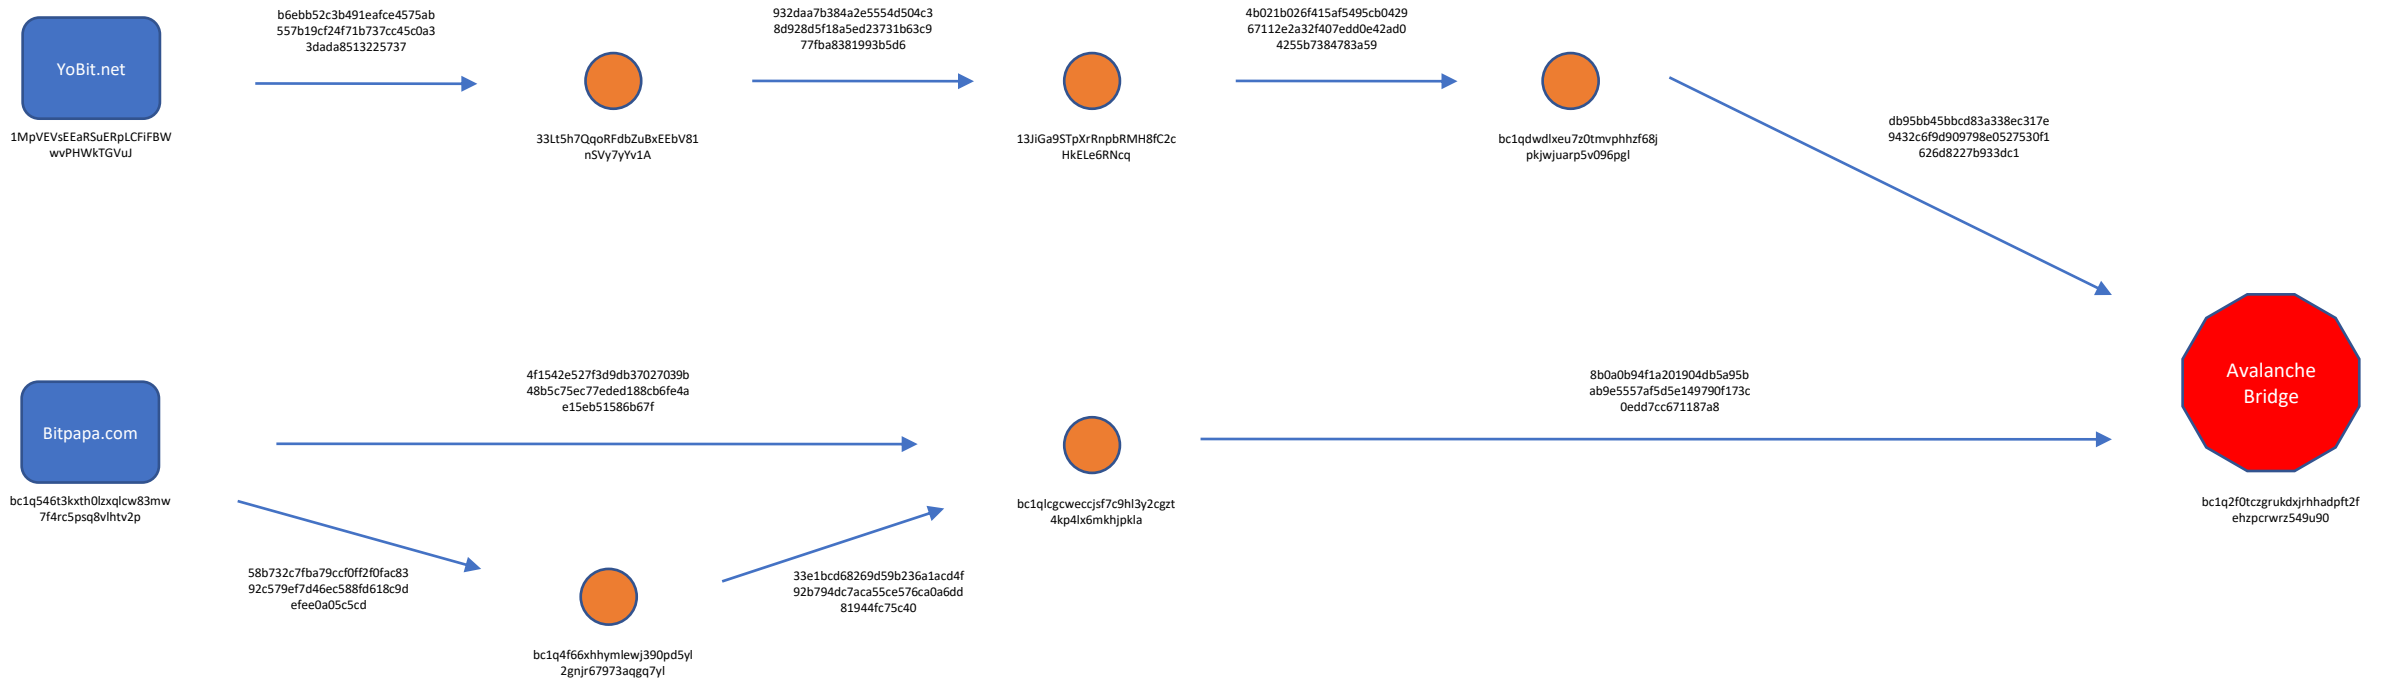 b6ebb52c3b491eafce4575ab
557b19cf24f71b737cc45c0a3
3dada8513225737
932daa7b384a2e5554d504c3
8d928d5f18a5ed23731b63c9
77fba8381993b5d6
4b021b026f415af5495cb0429
67112e2a32f407edd0e42ad0
4255b7384783a59
YoBit.net
1MpVEVsEEaRSuERpLCFiFBW
wvPHWkTGVuJ
33Lt5h7QqoRFdbZuBxEEbV81
nSVy7yYv1A
13JiGa9STpXrRnpbRMH8fC2c
HkELe6RNcq
bc1qdwdlxeu7z0tmvphhzf68j
pkjwjuarp5v096pgl
db95bb45bbcd83a338ec317e
9432c6f9d909798e0527530f1
626d8227b933dc1
4f1542e527f3d9db37027039b
48b5c75ec77eded188cb6fe4a
e15eb51586b67f
8b0a0b94f1a201904db5a95b
ab9e5557af5d5e149790f173c
0edd7cc671187a8
Avalanche
Bridge
Bitpapa.com
bc1q546t3kxth0lzxqlcw83mw
7f4rc5psq8vlhtv2p
bc1qlcgcweccjsf7c9hl3y2cgzt
4kp4lx6mkhjpkla
bc1q2f0tczgrukdxjrhhadpft2f
ehzpcrwrz549u90
58b732c7fba79ccf0ff2f0fac83
92c579ef7d46ec588fd618c9d
efee0a05c5cd
33e1bcd68269d59b236a1acd4f
92b794dc7aca55ce576ca0a6dd
81944fc75c40
bc1q4f66xhhymlewj390pd5yl
2gnjr67973aqgq7yl